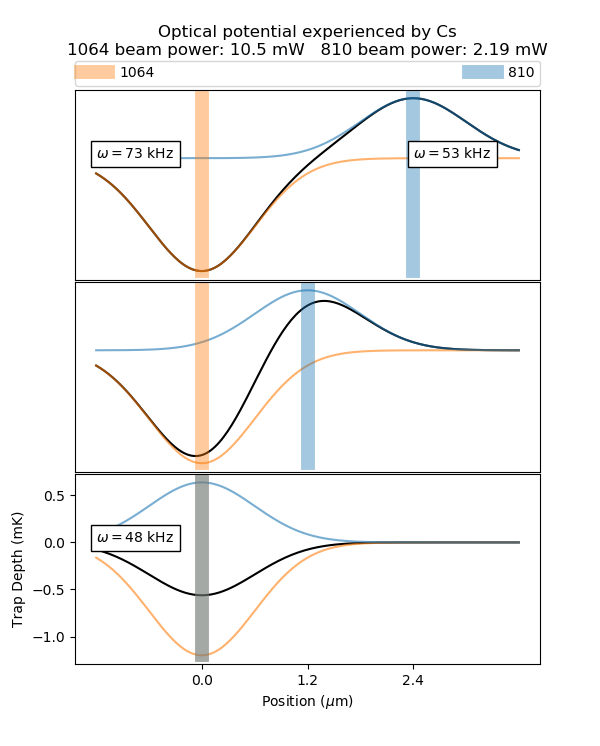 Optical potential experienced by Cs
1064 beam power: 10.5 mW   810 beam power: 2.19 mW
1064   810
ω = 73 kHz   ω = 53 kHz
0.5
ω = 48 kHz
0.0
−0.5
−1.0
Trap Depth (mK)
0.0   1.2   2.4
Position (μm)